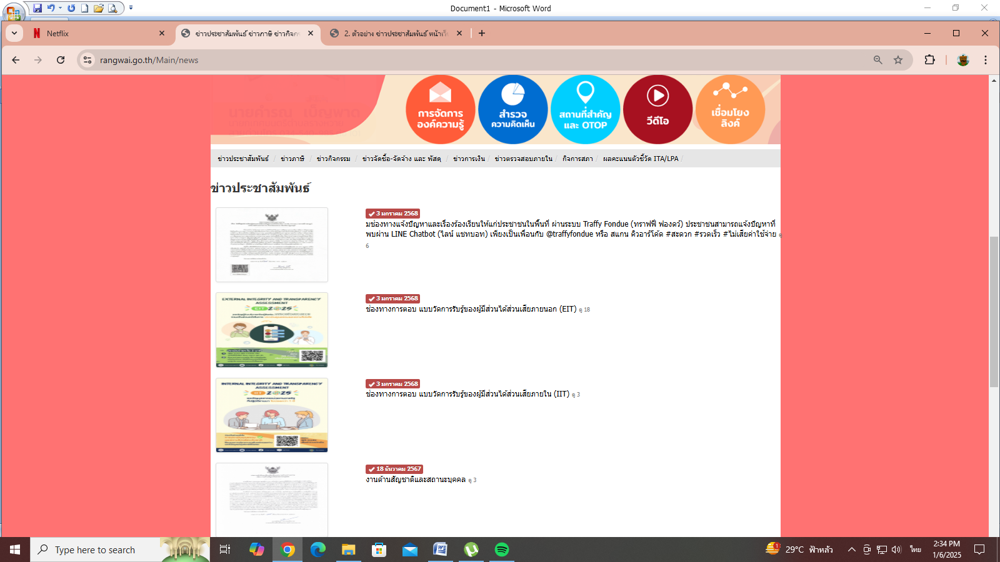 Document1 - Microsoft Word
Netflix
ข่าวประชาสัมพันธ์ ข่าวภาษี ข่าวกิจก
2. ตัวอย่าง ข่าวประชาสัมพันธ์ หน้าเว็บ
rangwai.go.th/Main/news
การจัดการ
องค์ความรู้
สำรวจ
ความคิดเห็น
สถานที่สำคัญ
และ OTOP
วีดีโอ
เชื่อมโยง
ลิงค์
ข่าวประชาสัมพันธ์ / ข่าวภาษี / ข่าวกิจกรรม / ข่าวจัดซื้อ-จัดจ้าง และ พัสดุ / ข่าวการเงิน / ข่าวตรวจสอบภายใน / กิจการสภา / ผลคะแนนตัวชี้วัด ITA/LPA /
ข่าวประชาสัมพันธ์
3 มกราคม 2568
มช่องทางแจ้งปัญหาและเรื่องร้องเรียนให้แก่ประชาชนในพื้นที่ ผ่านระบบ Traffy Fondue (ทราฟฟี่ ฟองดว์) ประชาชนสามารถแจ้งปัญหาที่
พบผ่าน LINE Chatbot (ไลน์ แชทบอท) เพียงเป็นเพื่อนกับ @traffyfondue หรือ สแกน คิวอาร์โค้ด #สะดวก #รวดเร็ว #ไม่เสียค่าใช้จ่าย ดู
6
EXTERNAL INTEGRITY AND TRANSPARENCY
ASSESSMENT
EIT 2025
3 มกราคม 2568
ช่องทางการตอบ แบบวัดการรับรู้ของผู้มีส่วนได้ส่วนเสียภายนอก (EIT) ดู 18
INTERNAL INTEGRITY AND TRANSPARENCY
ASSESSMENT
IIT 2025
3 มกราคม 2568
ช่องทางการตอบ แบบวัดการรับรู้ของผู้มีส่วนได้ส่วนเสียภายใน (IIT) ดู 3
18 ธันวาคม 2567
งานด้านสัญชาติและสถานะบุคคล ดู 3
Type here to search
1
29°C ฟ้าหลัว
ไทย
2:34 PM
1/6/2025